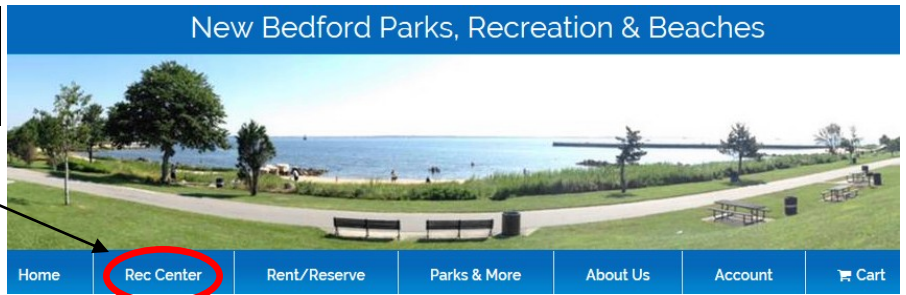 New Bedford Parks, Recreation & Beaches
Home Rec Center Rent/Reserve Parks & More About Us Account Cart